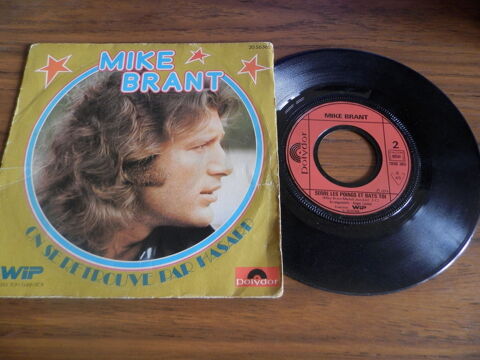 MIKE
BRANT
ON SE RETROUVE PAR HASARD
WIP
Polydor
MIKE BRANT
Polydor
2
SERRE LES POINGS ET BATS-TOI
WIP